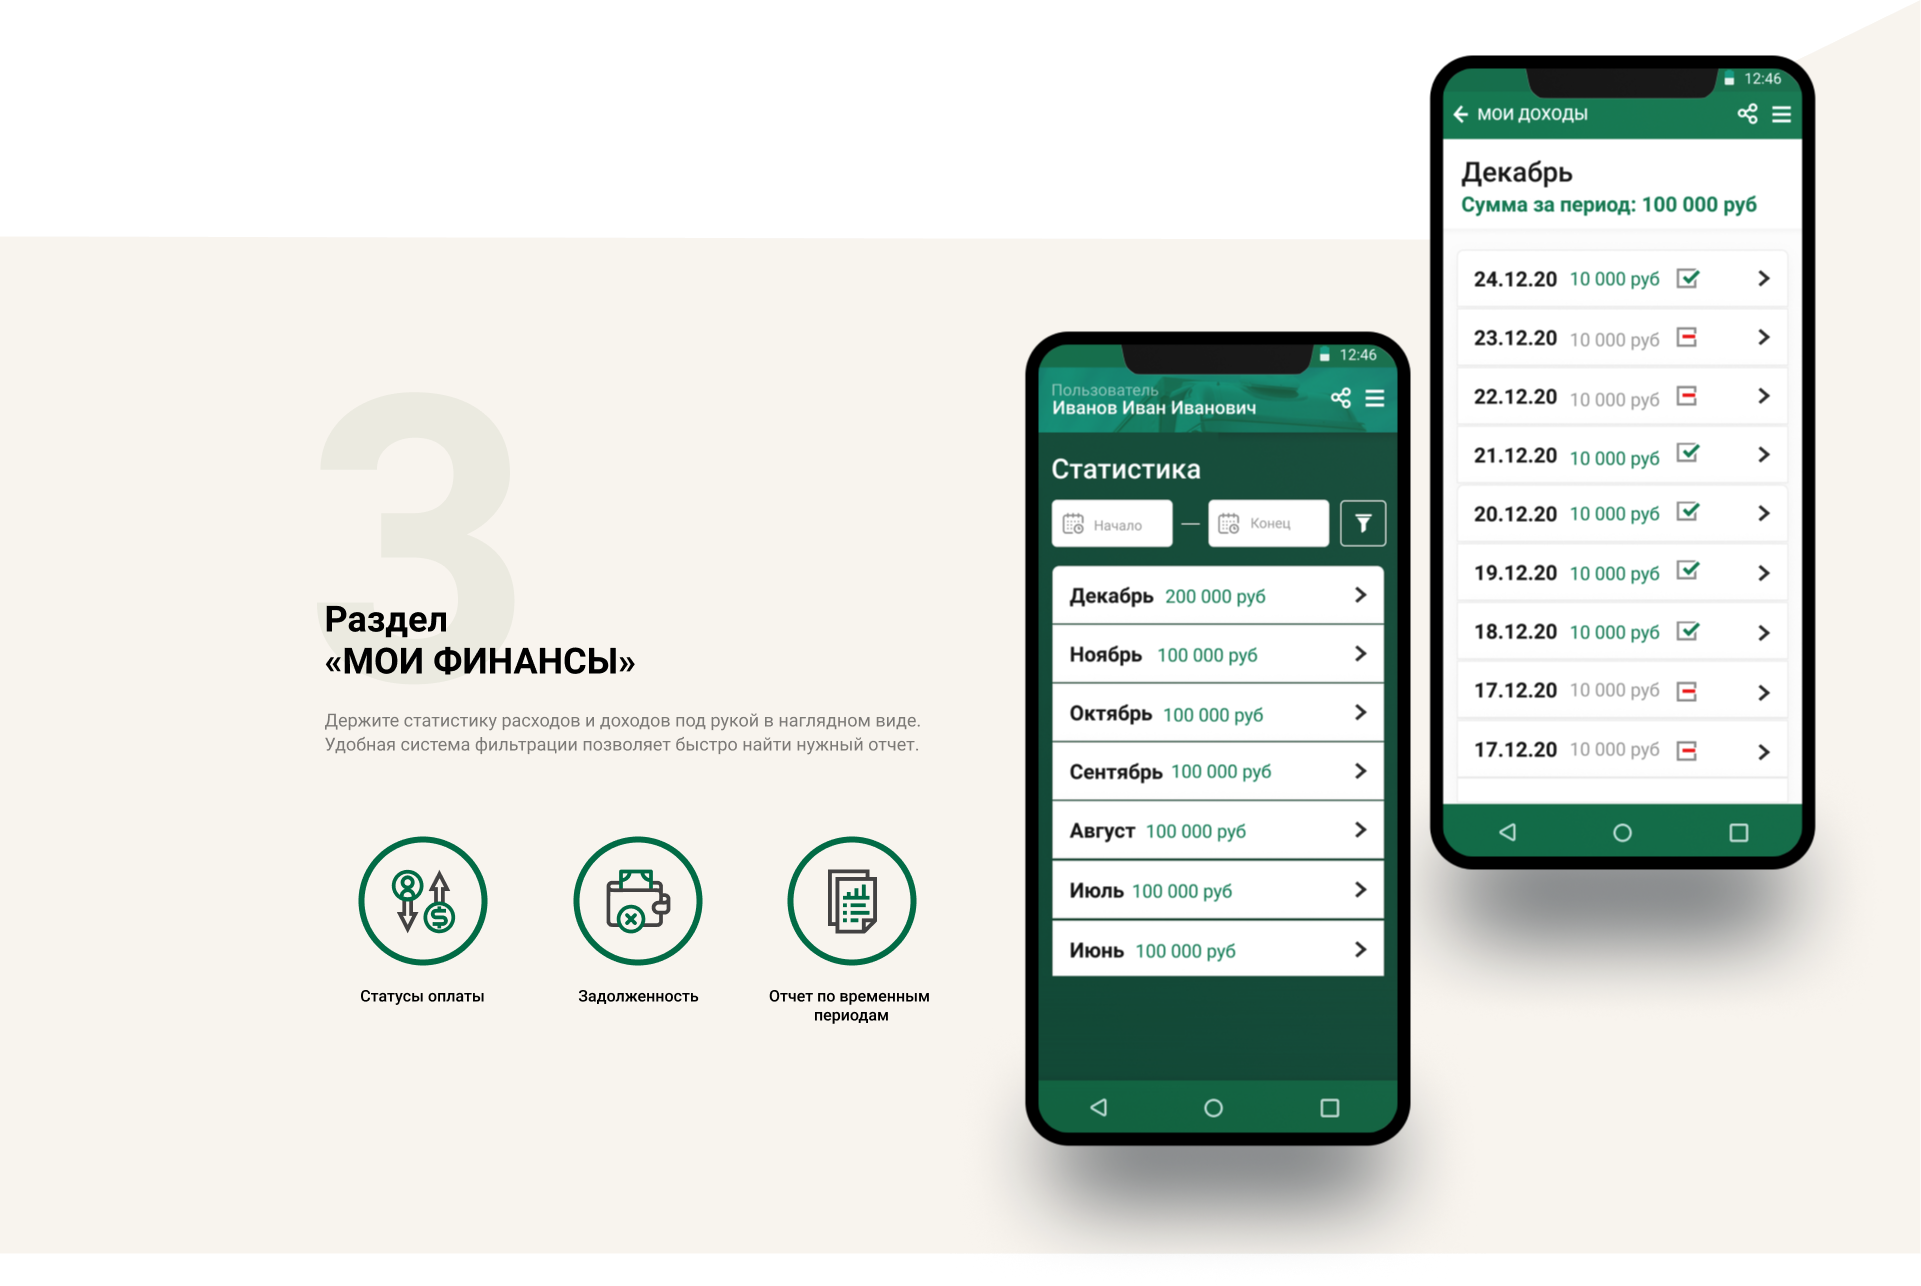 3
Раздел
«МОИ ФИНАНСЫ»
Держите статистику расходов и доходов под рукой в наглядном виде.
Удобная система фильтрации позволяет быстро найти нужный отчет.
Статусы оплаты
Задолженность
Отчет по временным
периодам
12:46
Пользователь
Иванов Иван Иванович
Статистика
Начало — Конец
Декабрь 200 000 руб
Ноябрь 100 000 руб
Октябрь 100 000 руб
Сентябрь 100 000 руб
Август 100 000 руб
Июль 100 000 руб
Июнь 100 000 руб
12:46
МОИ ДОХОДЫ
Декабрь
Сумма за период: 100 000 руб
24.12.20 10 000 руб
23.12.20 10 000 руб
22.12.20 10 000 руб
21.12.20 10 000 руб
20.12.20 10 000 руб
19.12.20 10 000 руб
18.12.20 10 000 руб
17.12.20 10 000 руб
17.12.20 10 000 руб